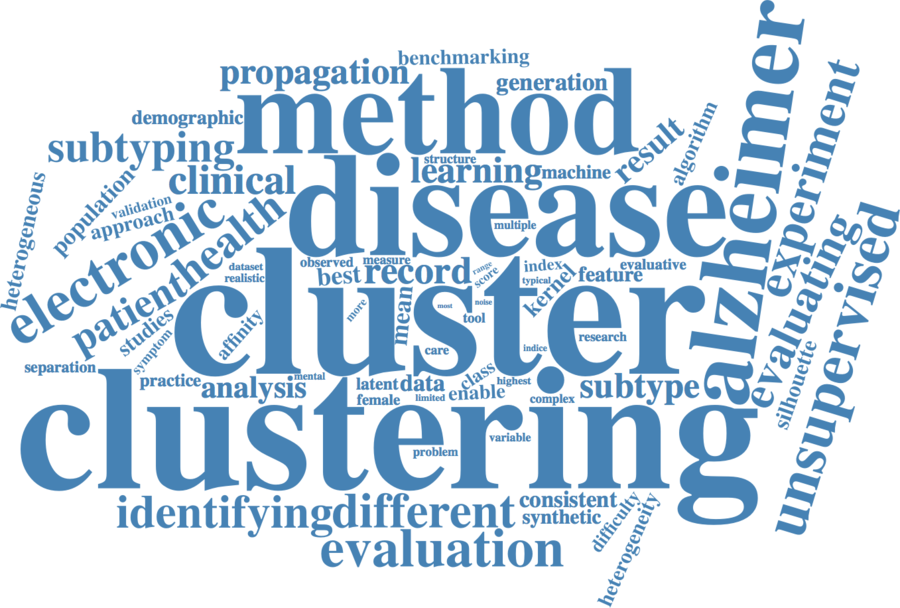 benchmarking
propagation
generation
method
demographic
algorithm
alzheimer
experiment
subtyping
structure
learning
machine
result
clinical
disease
heterogeneous
population
validation
approach
electronic
health
patient
multiple
observed
measure
dataset
realistic
best
record
range
score
index
typical
kernel
feature
evaluative
evaluating
unsupervised
cluster
studies
symptom
affinity
more
mean
most
noise
tool
care
indice
research
silhouette
separation
practice
analysis
mental
latent
data
class
highest
female
limited
enable
complex
subtype
clustering
variable
problem
identifying
different
consistent
synthetic
difficulty
heterogeneity
evaluation